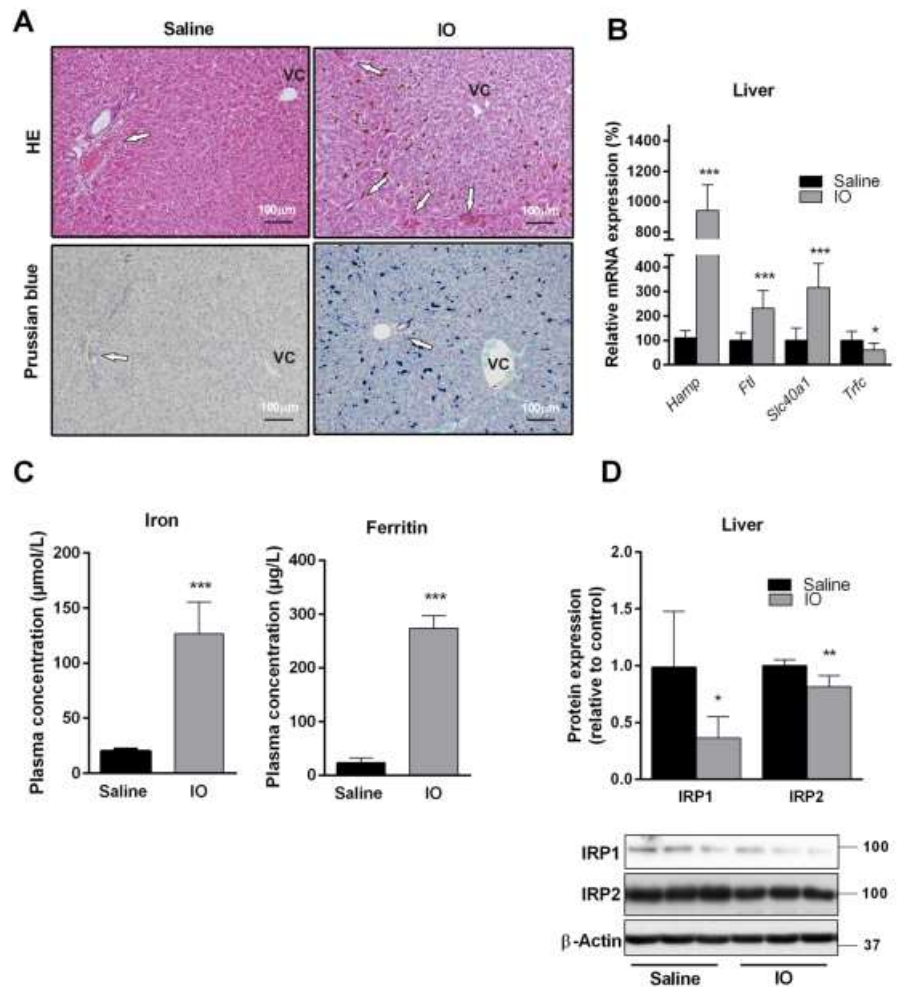 A
Saline
IO
HE
VC
100μm
VC
100μm
Prussian blue
VC
100μm
VC
100μm
B
Liver
Relative mRNA expression (%)
1400
1200
1000
800
400
300
200
100
0
***
***
***
*
Saline
IO
Hamp
Ftl
Slc40a1
Trfc
C
Iron
Plasma concentration (μmol/L)
200
150
100
50
0
***
Saline
IO
Ferritin
Plasma concentration (μg/L)
400
300
200
100
0
***
Saline
IO
D
Liver
Protein expression
(relative to control)
2.0
1.5
1.0
0.5
0.0
Saline
IO
*
**
IRP1
IRP2
IRP1
100
IRP2
100
β-Actin
37
Saline
IO